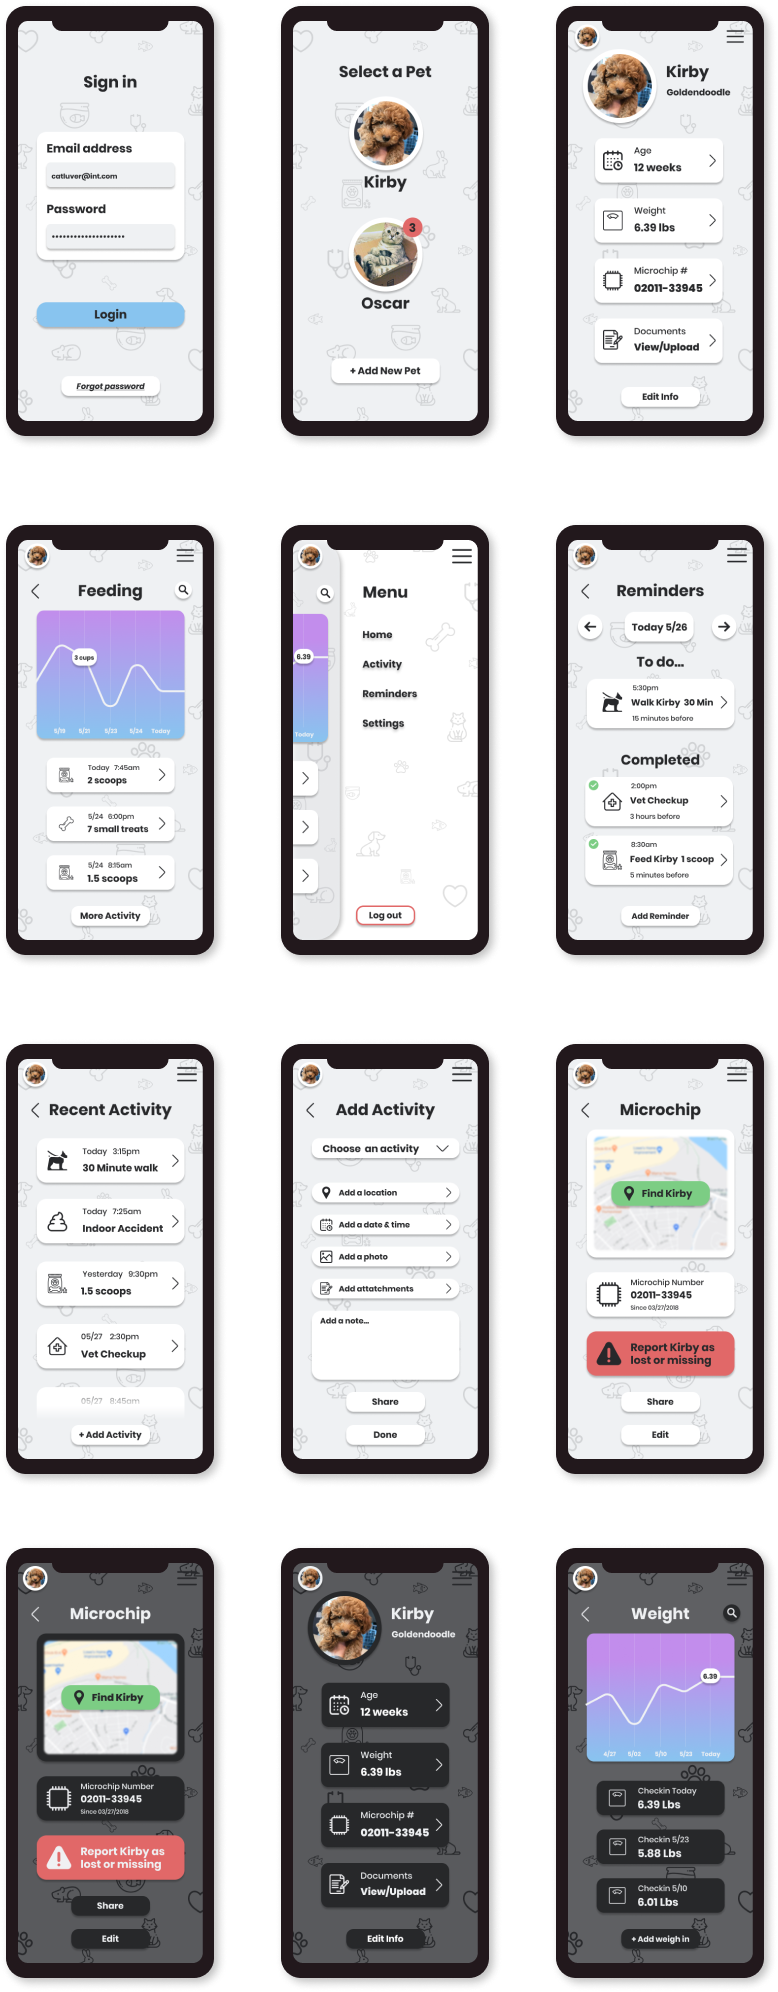 Sign in
Email address
catluver@int.com
Password
Login
Forgot password
Select a Pet
Kirby
3
Oscar
+ Add New Pet
Kirby
Goldendoodle
Age
12 weeks
Weight
6.39 lbs
Microchip #
02011-33945
Documents
View/Upload
Edit Info
Feeding
3 cups
5/19 5/21 5/23 5/24 Today
Today 7:45am
2 scoops
5/24 6:00pm
7 small treats
5/24 8:15am
1.5 scoops
More Activity
6.39
Today
Menu
Home
Activity
Reminders
Settings
Log out
Reminders
Today 5/26
To do...
5:30pm
Walk Kirby 30 Min
15 minutes before
Completed
2:00pm
Vet Checkup
3 hours before
8:30am
Feed Kirby 1 scoop
5 minutes before
Add Reminder
Recent Activity
Today 3:15pm
30 Minute walk
Today 7:25am
Indoor Accident
Yesterday 9:30pm
1.5 scoops
05/27 2:30pm
Vet Checkup
05/27 8:45am
+ Add Activity
Add Activity
Choose an activity
Add a location
Add a date & time
Add a photo
Add attatchments
Add a note...
Share
Done
Microchip
Find Kirby
Microchip Number
02011-33945
Since 03/27/2018
Report Kirby as
lost or missing
Share
Edit
Microchip
Find Kirby
Microchip Number
02011-33945
Since 03/27/2018
Report Kirby as
lost or missing
Share
Edit
Kirby
Goldendoodle
Age
12 weeks
Weight
6.39 lbs
Microchip #
02011-33945
Documents
View/Upload
Edit Info
Weight
6.39
4/27 5/02 5/10 5/23 Today
Checkin Today
6.39 Lbs
Checkin 5/23
5.88 Lbs
Checkin 5/10
6.01 Lbs
+ Add weigh in